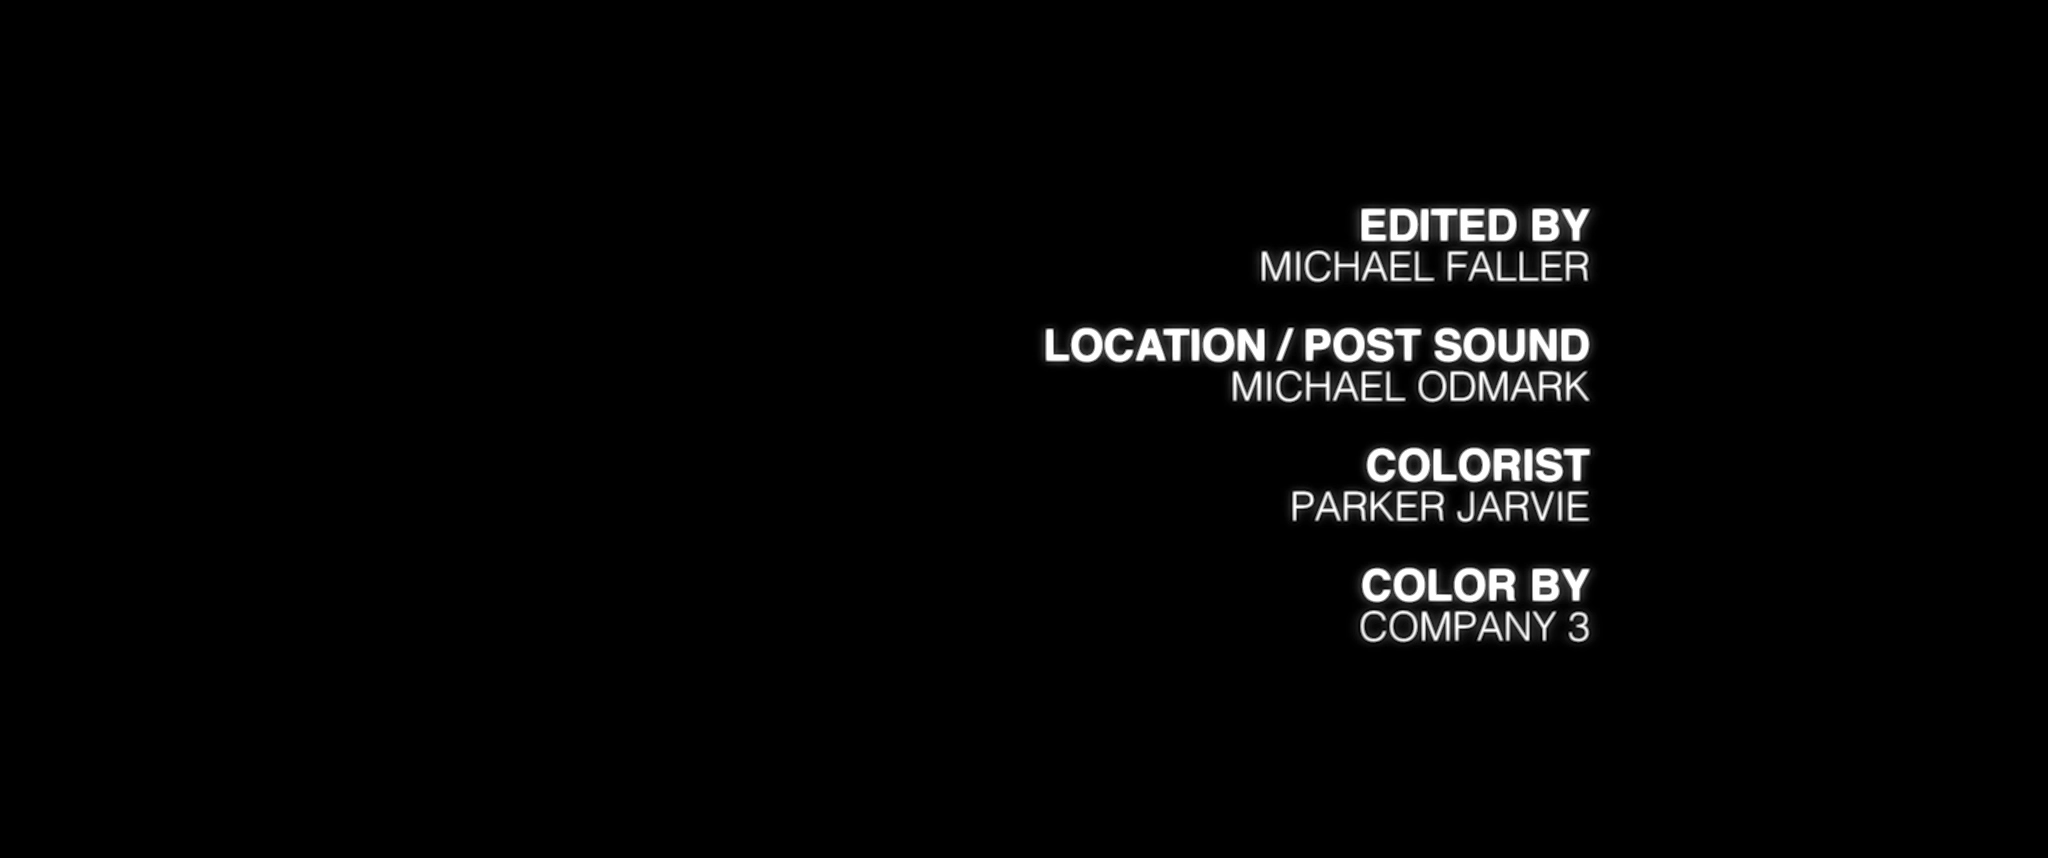 EDITED BY
MICHAEL FALLER
LOCATION / POST SOUND
MICHAEL ODMARK
COLORIST
PARKER JARVIE
COLOR BY
COMPANY 3